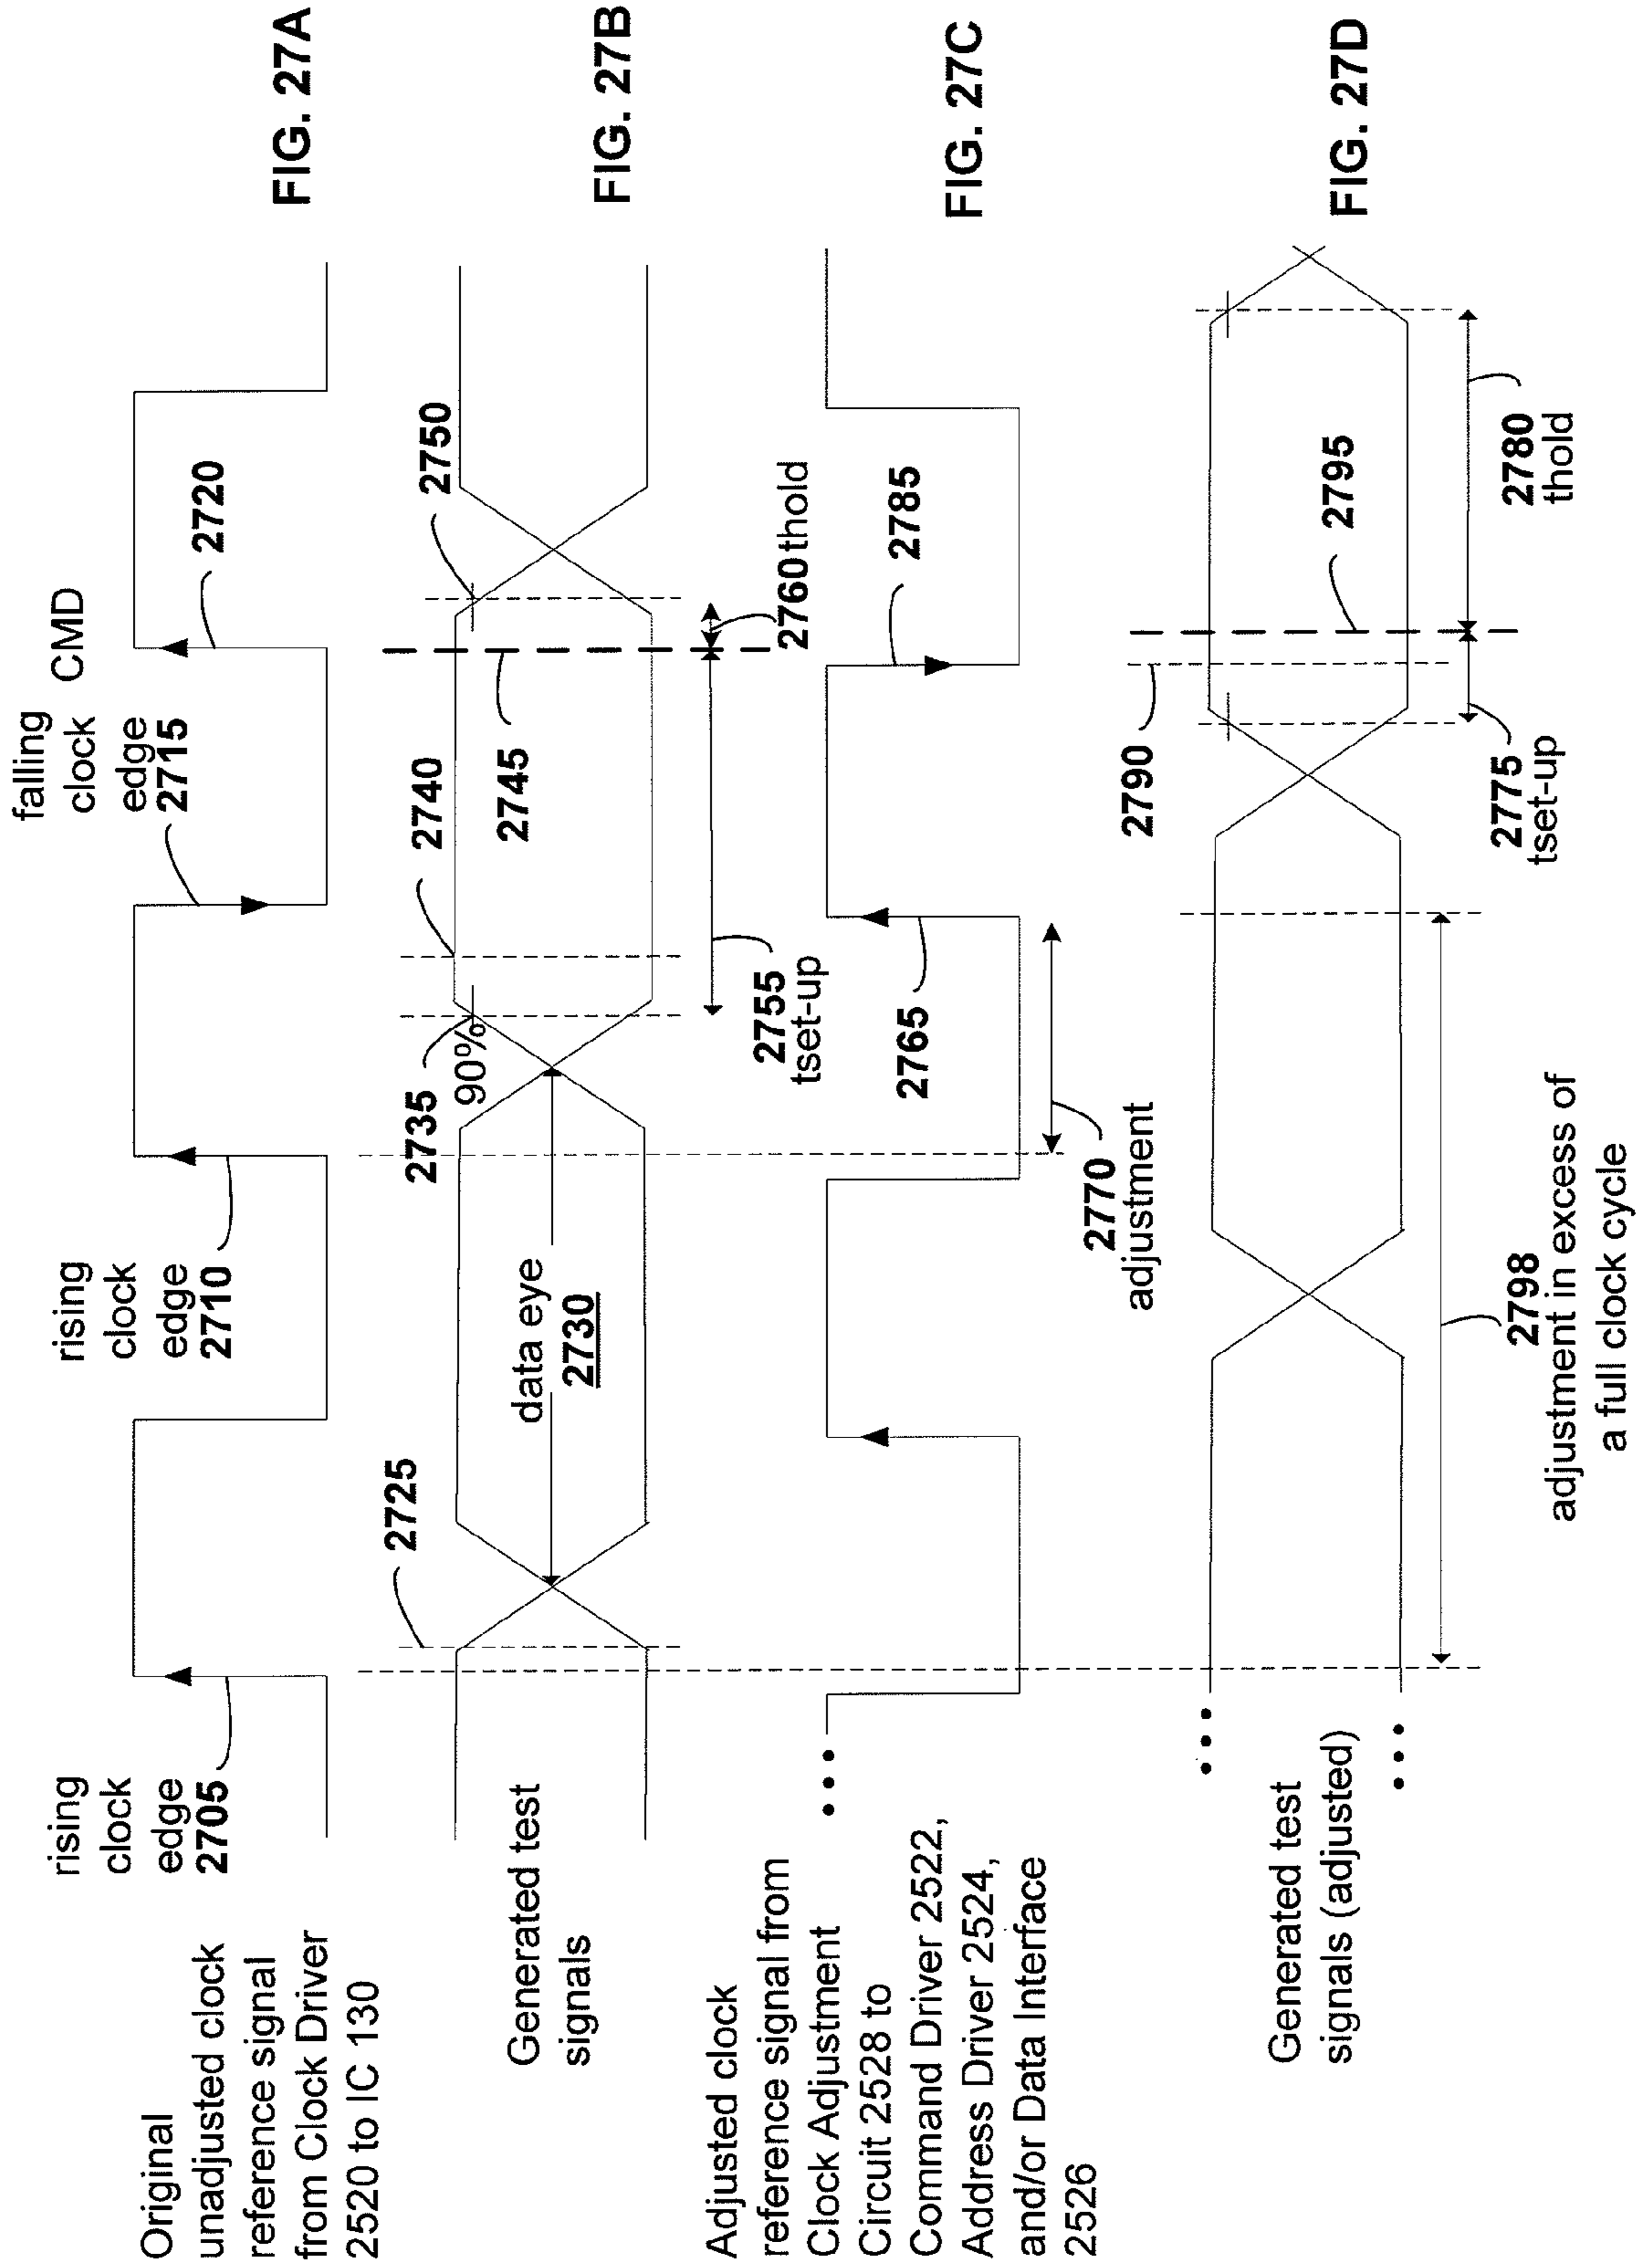 rising
clock
edge
2705
rising
clock
edge
2710
falling
clock
edge
2715
CMD
2720
FIG. 27A
Original
unadjusted clock
reference signal
from Clock Driver
2520 to IC 130
2725
2735
90%
2740
2745
2750
data eye
2730
Generated test
signals
FIG. 27B
2755
tset-up
2760 thold
Adjusted clock
reference signal from
Clock Adjustment
Circuit 2528 to
Command Driver 2522,
Address Driver 2524,
and/or Data Interface
2526
2765
2785
FIG. 27C
2770
adjustment
2790
2795
Generated test
signals (adjusted)
FIG. 27D
2775
tset-up
2780
thold
2798
adjustment in excess of
a full clock cycle